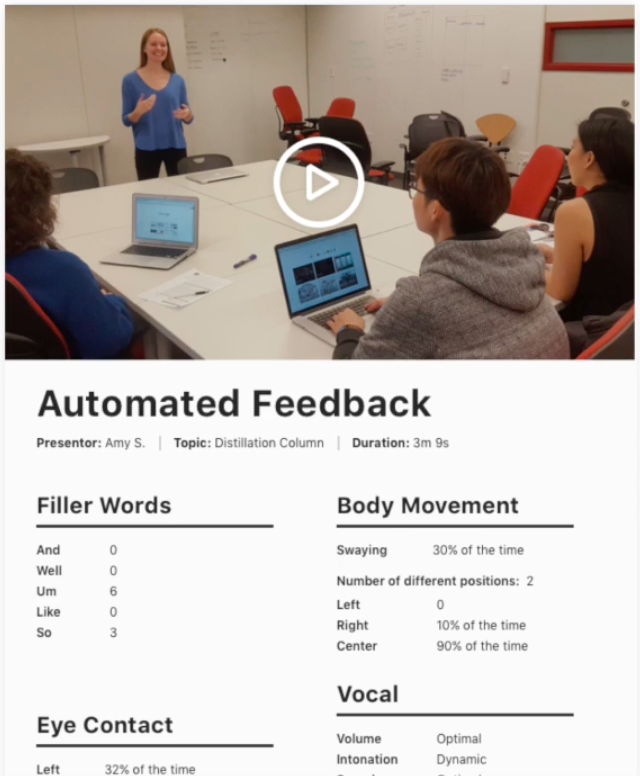 Automated Feedback
Presentor: Amy S. | Topic: Distillation Column | Duration: 3m 9s
Filler Words
And 0
Well 0
Um 6
Like 0
So 3
Eye Contact
Left 32% of the time
Body Movement
Swaying 30% of the time
Number of different positions: 2
Left 0
Right 10% of the time
Center 90% of the time
Vocal
Volume Optimal
Intonation Dynamic